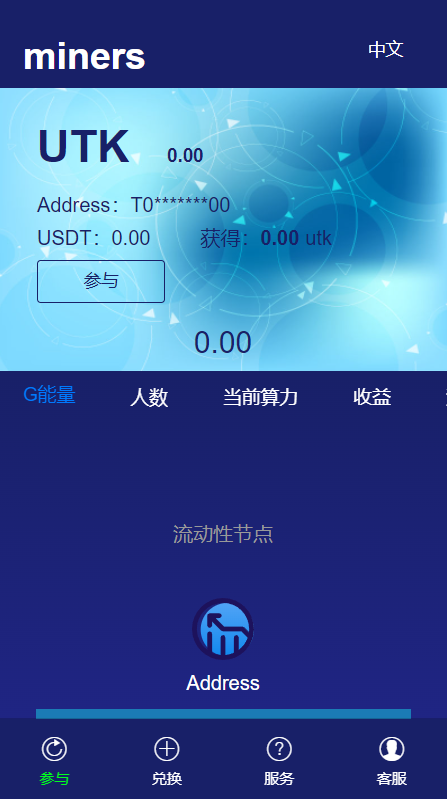 miners 中文
UTK 0.00
Address：T0*******00
USDT：0.00 获得：0.00 utk
参与
0.00
G能量 人数 当前算力 收益
流动性节点
Address
参与 兑换 服务 客服